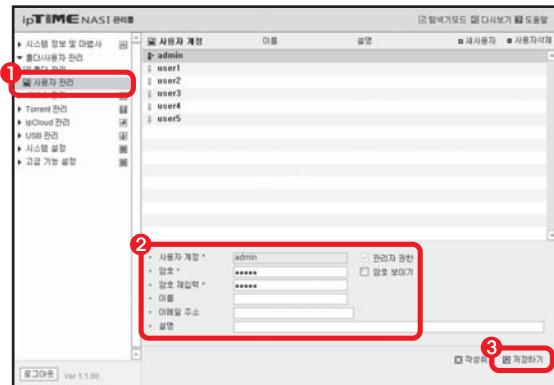 ipTIME NAS1 관리툴
탐색기모드 다시보기 도움말
시스템 정보 및 마법사
폴더/사용자 관리
사용자 관리
Torrent 관리
ipCloud 관리
USB 관리
시스템 설정
고급 기능 설정
사용자 계정 이름 설명 새사용자 사용자삭제
admin
user1
user2
user3
user4
user5
1
2
사용자 계정 * admin 관리자 권한
암호 * ••••• 암호 보이기
암호 재입력 * •••••
이름
이메일 주소
설명
3
저장하기
로그아웃 Ver 1.1.00